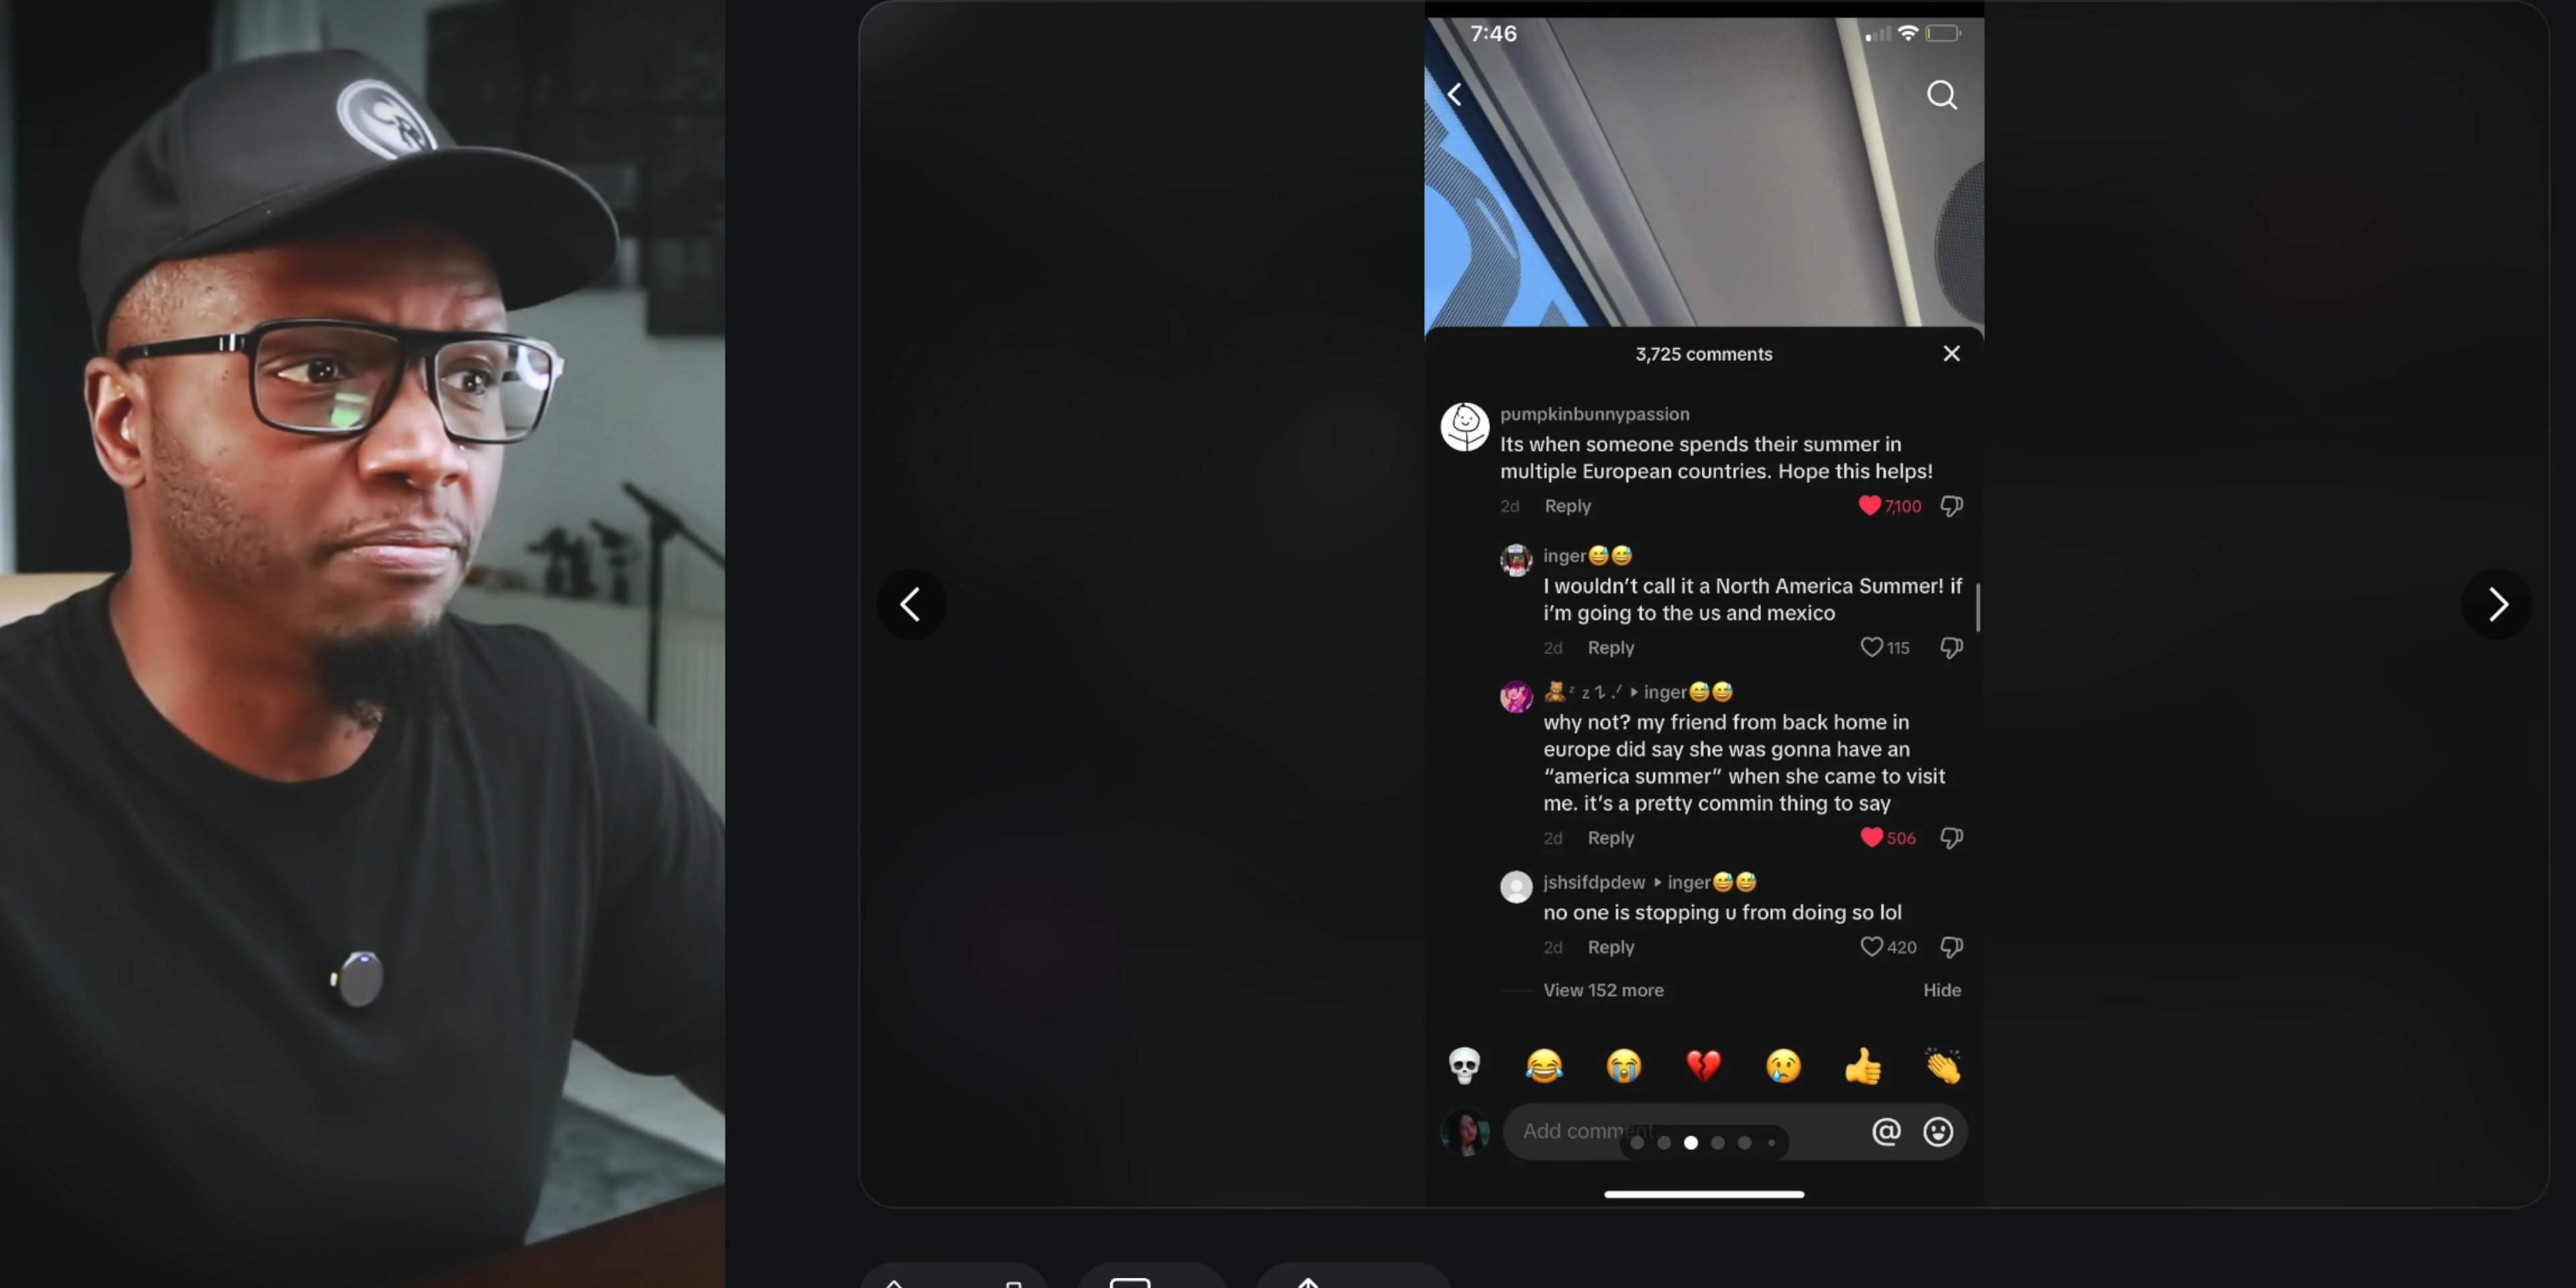 7:46
3,725 comments
pumpkinbunnypassion
Its when someone spends their summer in
multiple European countries. Hope this helps!
2d Reply 7,100
inger😅😅
I wouldn't call it a North America Summer! if
i'm going to the us and mexico
2d Reply 115
🧸ᶻ z 𝗓 .ᐟ ▸ inger😅😅
why not? my friend from back home in
europe did say she was gonna have an
“america summer” when she came to visit
me. it's a pretty commin thing to say
2d Reply 506
jshsifdpdew ▸ inger😅😅
no one is stopping u from doing so lol
2d Reply 420
View 152 more Hide
Add comment...